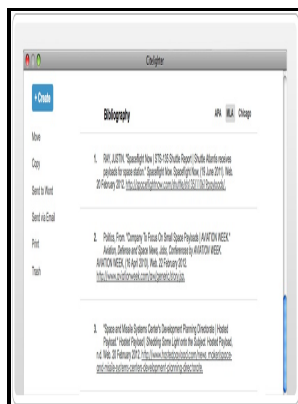 Citelighter
+ Create
Bibliography
APA MLA Chicago
Move
Copy
Send to Word
Send via Email
Print
Trash
1. RAY, JUSTIN. "Spaceflight Now | STS-135 Shuttle Report | Shuttle Atlantis receives
payloads for space station." Spaceflight Now. Spaceflight Now, (19 June 2011). Web.
20 February 2012.
2. Politics, From. "Company To Focus On Small Space Payloads | AVIATION WEEK."
Aviation, Defense and Space News, Jobs, Conferences by AVIATION WEEK.
AVIATION WEEK, (16 April 2010). Web. 22 February 2012.
3. "Space and Missile Systems Center's Development Planning Directorate | Hosted
Payload." Hosted Payload | Shedding Some Light onto the Subject. Hosted Payload,
n.d. Web. 20 February 2012.